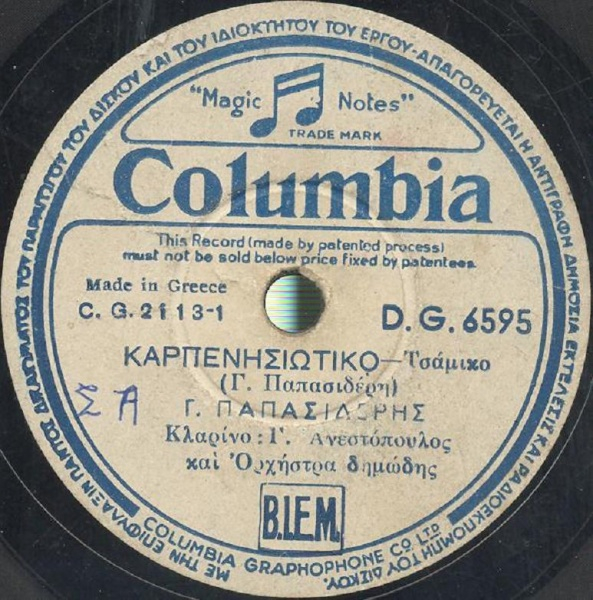 ΜΕ ΤΗΝ ΕΠΙΦΥΛΑΞΙΝ ΠΑΝΤΟΣ ΔΙΚΑΙΩΜΑΤΟΣ ΤΟΥ ΠΑΡΑΓΩΓΟΥ ΤΟΥ ΔΙΣΚΟΥ ΚΑΙ ΤΟΥ ΙΔΙΟΚΤΗΤΟΥ ΤΟΥ ΕΡΓΟΥ-ΑΠΑΓΟΡΕΥΕΤΑΙ Η ΑΝΤΙΓΡΑΦΗ ΔΗΜΟΣΙΑ ΕΚΤΕΛΕΣΙΣ ΚΑΙ ΡΑΔΙΟΕΚΠΟΜΠΗ ΤΟΥ ΔΙΣΚΟΥ.
"Magic Notes"
TRADE MARK
Columbia
This Record (made by patented process)
must not be sold below price fixed by patentees.
Made in Greece
C. G. 2113-1
D. G. 6595
ΚΑΡΠΕΝΗΣΙΩΤΙΚΟ—Τσάμικο
(Γ. Παπασιδέρη)
ΣΑ
Γ. ΠΑΠΑΣΙΔΕΡΗΣ
Κλαρίνο: Γ. Ανεστόπουλος
καὶ Ὀρχήστρα δημώδης
B.I.E.M.
COLUMBIA GRAPHOPHONE CO LTD